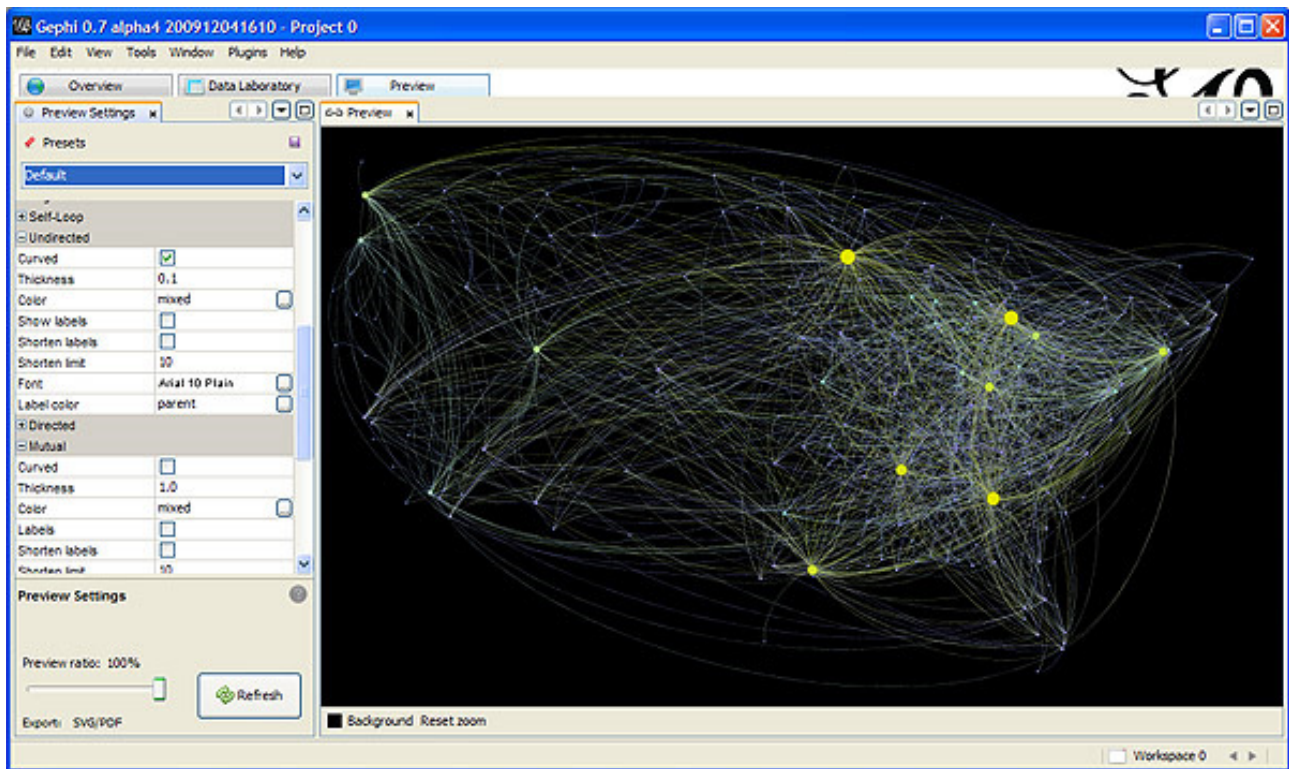 Gephi 0.7 alpha4 200912041610 - Project 0
File Edit View Tools Window Plugins Help
Overview Data Laboratory Preview
Preview Settings
Preview
Presets
Default
Self-Loop
Undirected
Curved
Thickness 0.1
Color mixed
Show labels
Shorten labels
Shorten limit 10
Font Arial 10 Plain
Label color parent
Directed
Mutual
Curved
Thickness 1.0
Color mixed
Labels
Shorten labels
Shorten limit 10
Preview Settings
Preview ratio: 100%
Refresh
Export: SVG/PDF
Background Reset zoom
Workspace 0